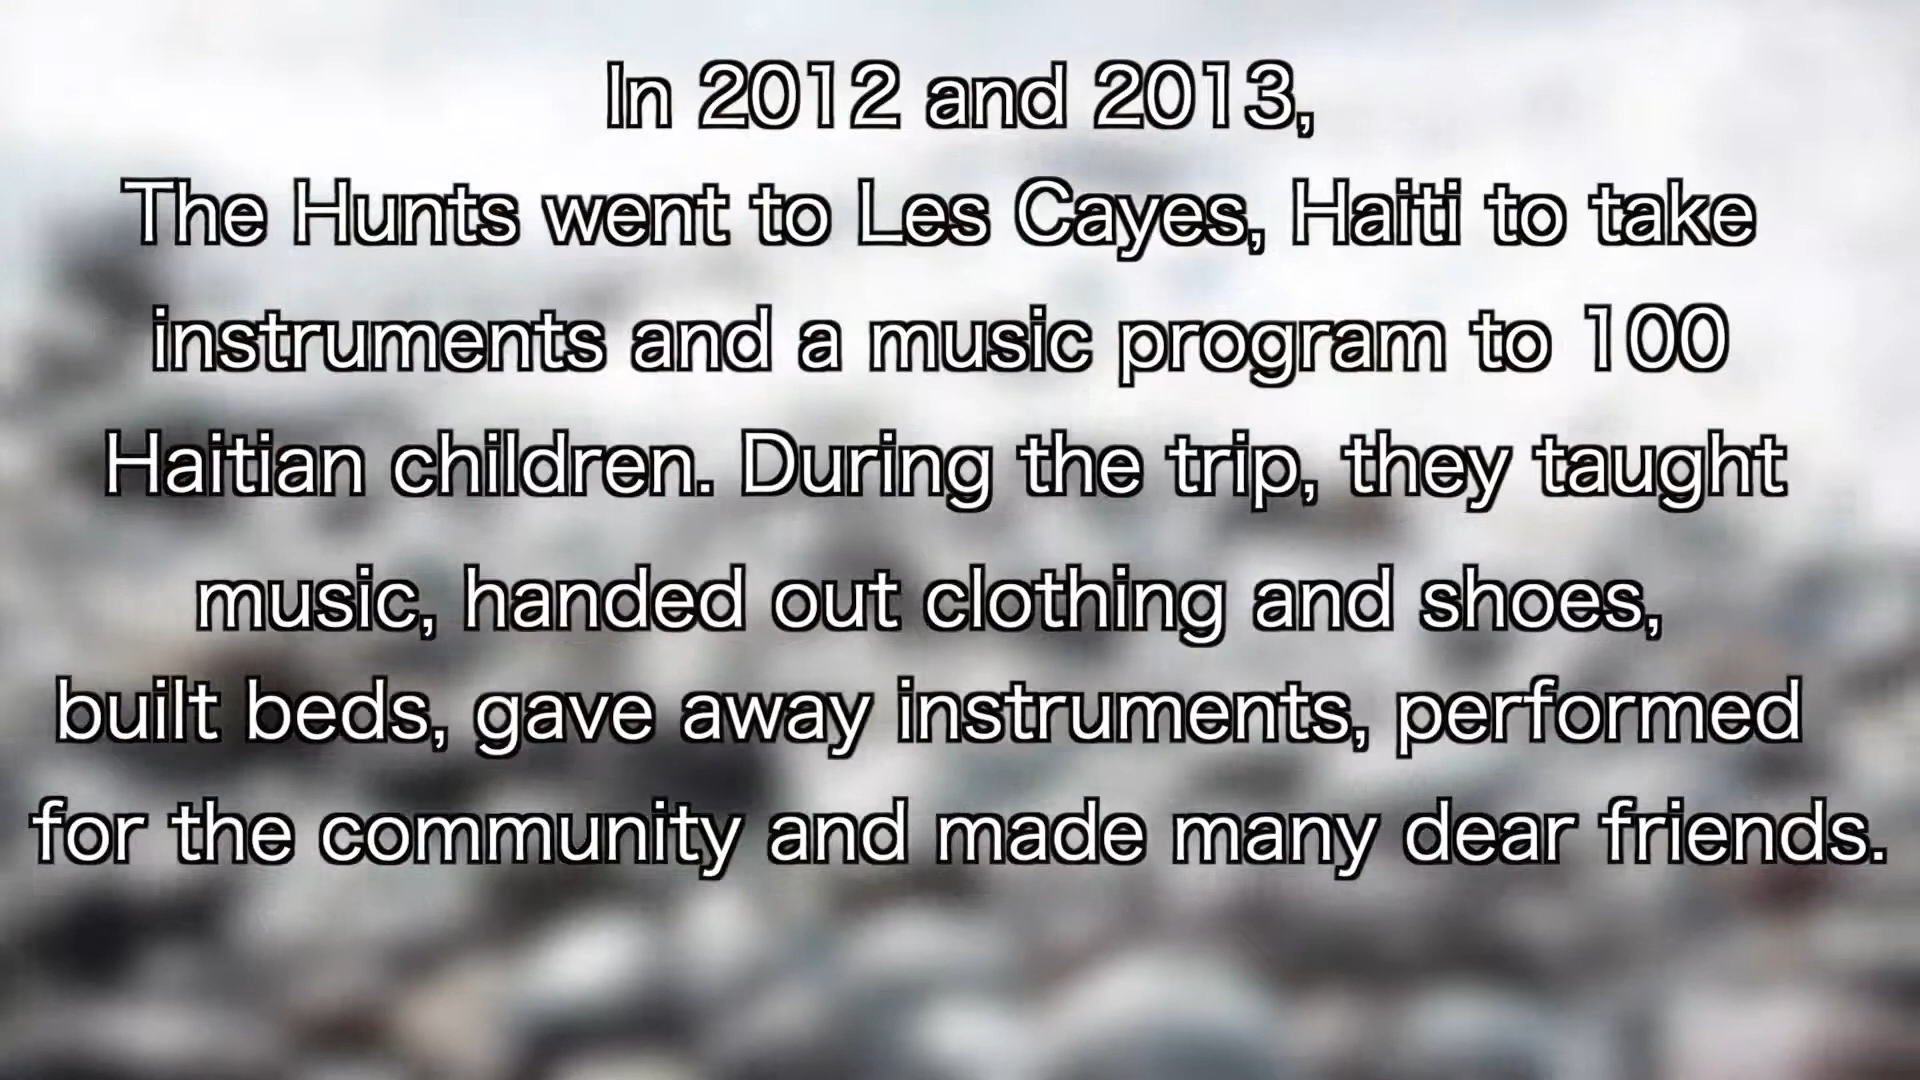 In 2012 and 2013,
The Hunts went to Les Cayes, Haiti to take
instruments and a music program to 100
Haitian children. During the trip, they taught
music, handed out clothing and shoes,
built beds, gave away instruments, performed
for the community and made many dear friends.